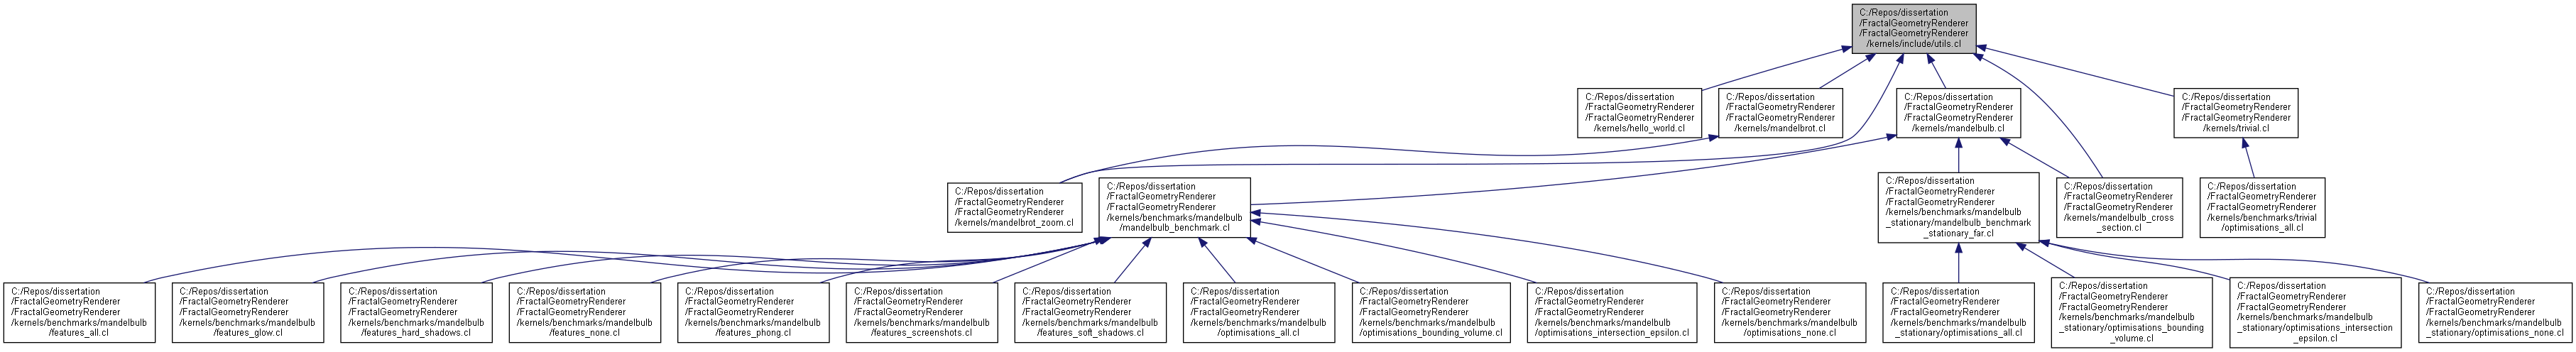 C:/Repos/dissertation
/FractalGeometryRenderer
/FractalGeometryRenderer
/kernels/include/utils.cl
C:/Repos/dissertation
/FractalGeometryRenderer
/FractalGeometryRenderer
/kernels/hello_world.cl
C:/Repos/dissertation
/FractalGeometryRenderer
/FractalGeometryRenderer
/kernels/mandelbrot.cl
C:/Repos/dissertation
/FractalGeometryRenderer
/FractalGeometryRenderer
/kernels/mandelbulb.cl
C:/Repos/dissertation
/FractalGeometryRenderer
/FractalGeometryRenderer
/kernels/trivial.cl
C:/Repos/dissertation
/FractalGeometryRenderer
/FractalGeometryRenderer
/kernels/mandelbrot_zoom.cl
C:/Repos/dissertation
/FractalGeometryRenderer
/FractalGeometryRenderer
/kernels/benchmarks/mandelbulb
/mandelbulb_benchmark.cl
C:/Repos/dissertation
/FractalGeometryRenderer
/FractalGeometryRenderer
/kernels/benchmarks/mandelbulb
_stationary/mandelbulb_benchmark
_stationary_far.cl
C:/Repos/dissertation
/FractalGeometryRenderer
/FractalGeometryRenderer
/kernels/mandelbulb_cross
_section.cl
C:/Repos/dissertation
/FractalGeometryRenderer
/FractalGeometryRenderer
/kernels/benchmarks/trivial
/optimisations_all.cl
C:/Repos/dissertation
/FractalGeometryRenderer
/FractalGeometryRenderer
/kernels/benchmarks/mandelbulb
/features_all.cl
C:/Repos/dissertation
/FractalGeometryRenderer
/FractalGeometryRenderer
/kernels/benchmarks/mandelbulb
/features_glow.cl
C:/Repos/dissertation
/FractalGeometryRenderer
/FractalGeometryRenderer
/kernels/benchmarks/mandelbulb
/features_hard_shadows.cl
C:/Repos/dissertation
/FractalGeometryRenderer
/FractalGeometryRenderer
/kernels/benchmarks/mandelbulb
/features_none.cl
C:/Repos/dissertation
/FractalGeometryRenderer
/FractalGeometryRenderer
/kernels/benchmarks/mandelbulb
/features_phong.cl
C:/Repos/dissertation
/FractalGeometryRenderer
/FractalGeometryRenderer
/kernels/benchmarks/mandelbulb
/features_screenshots.cl
C:/Repos/dissertation
/FractalGeometryRenderer
/FractalGeometryRenderer
/kernels/benchmarks/mandelbulb
/features_soft_shadows.cl
C:/Repos/dissertation
/FractalGeometryRenderer
/FractalGeometryRenderer
/kernels/benchmarks/mandelbulb
/optimisations_all.cl
C:/Repos/dissertation
/FractalGeometryRenderer
/FractalGeometryRenderer
/kernels/benchmarks/mandelbulb
/optimisations_bounding_volume.cl
C:/Repos/dissertation
/FractalGeometryRenderer
/FractalGeometryRenderer
/kernels/benchmarks/mandelbulb
/optimisations_intersection_epsilon.cl
C:/Repos/dissertation
/FractalGeometryRenderer
/FractalGeometryRenderer
/kernels/benchmarks/mandelbulb
/optimisations_none.cl
C:/Repos/dissertation
/FractalGeometryRenderer
/FractalGeometryRenderer
/kernels/benchmarks/mandelbulb
_stationary/optimisations_all.cl
C:/Repos/dissertation
/FractalGeometryRenderer
/FractalGeometryRenderer
/kernels/benchmarks/mandelbulb
_stationary/optimisations_bounding
_volume.cl
C:/Repos/dissertation
/FractalGeometryRenderer
/FractalGeometryRenderer
/kernels/benchmarks/mandelbulb
_stationary/optimisations_intersection
_epsilon.cl
C:/Repos/dissertation
/FractalGeometryRenderer
/FractalGeometryRenderer
/kernels/benchmarks/mandelbulb
_stationary/optimisations_none.cl